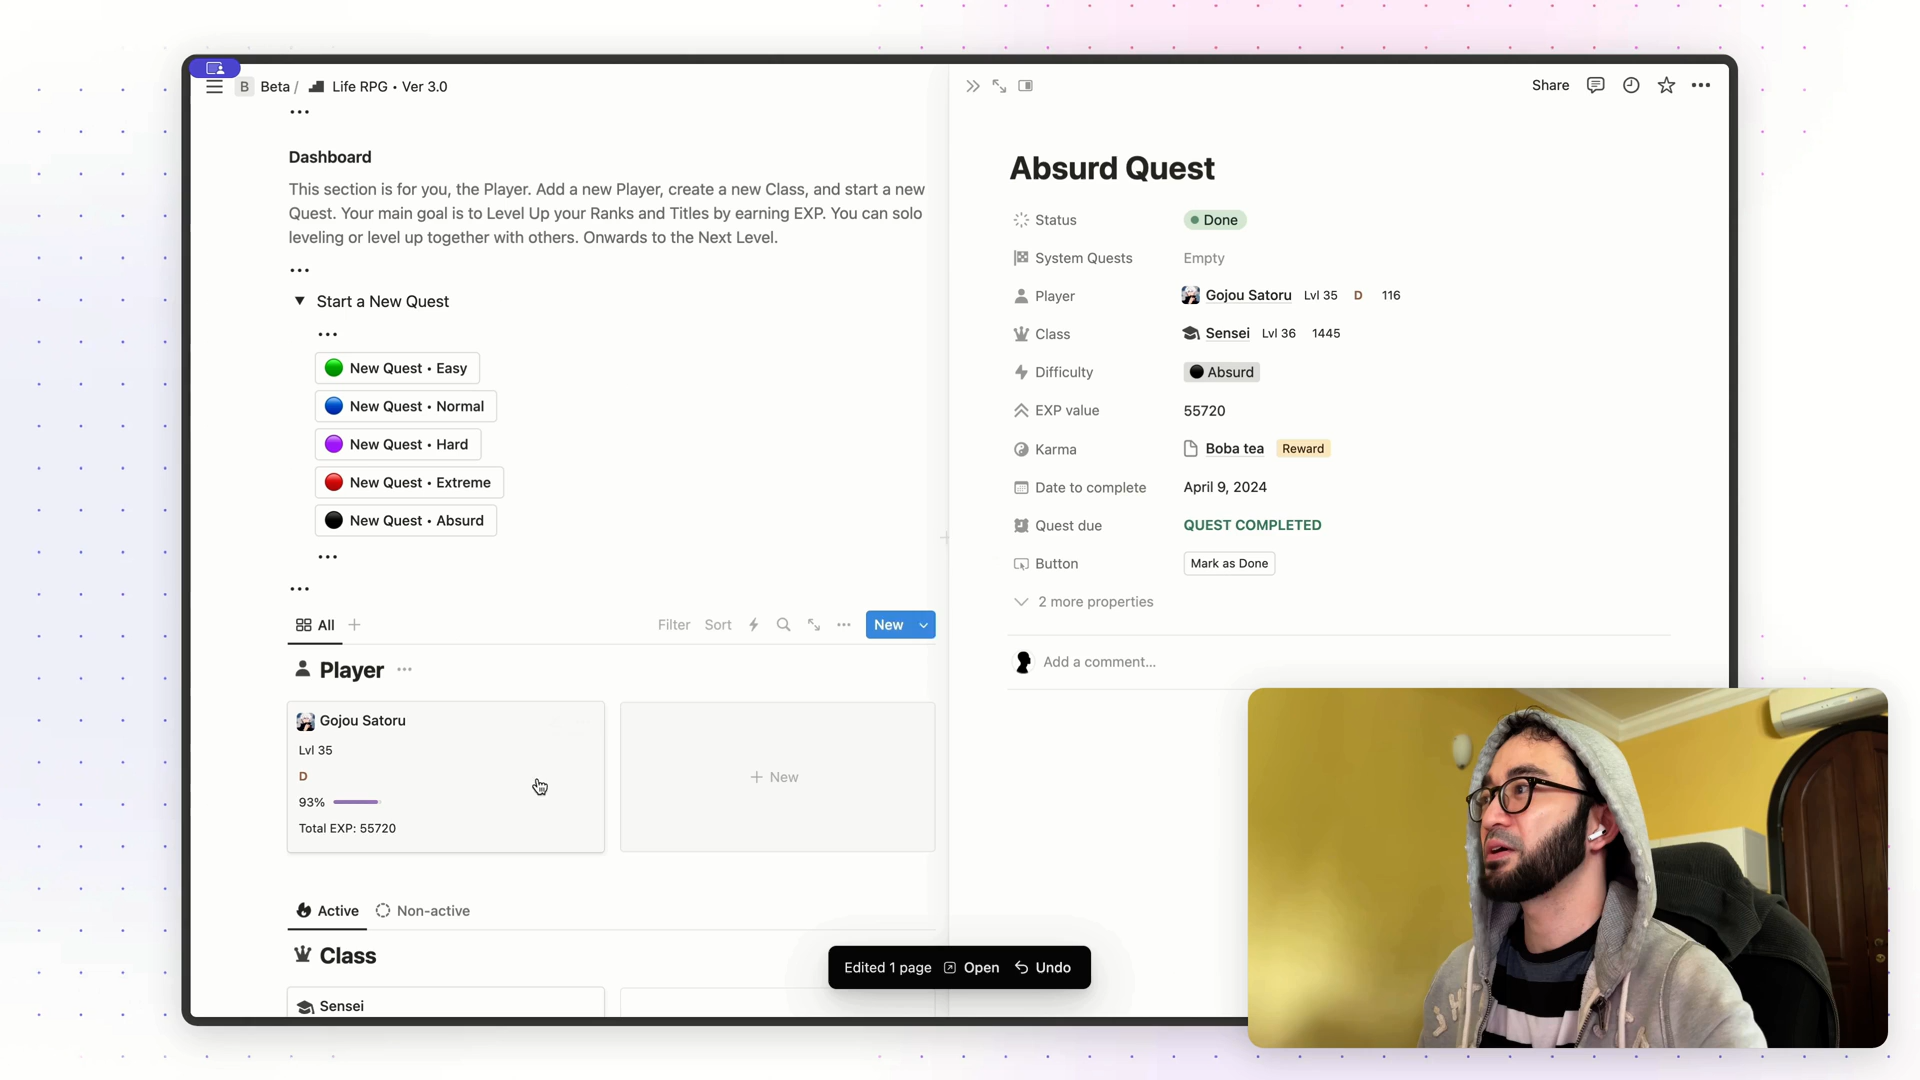 B Beta / Life RPG • Ver 3.0
•••
Dashboard
This section is for you, the Player. Add a new Player, create a new Class, and start a new
Quest. Your main goal is to Level Up your Ranks and Titles by earning EXP. You can solo
leveling or level up together with others. Onwards to the Next Level.
•••
Start a New Quest
•••
New Quest • Easy
New Quest • Normal
New Quest • Hard
New Quest • Extreme
New Quest • Absurd
•••
•••
All Filter Sort ••• New
Player •••
Gojou Satoru
Lvl 35
D
93%
Total EXP: 55720
+ New
Active Non-active
Class
Sensei
Share •••
Absurd Quest
Status Done
System Quests Empty
Player Gojou Satoru Lvl 35 D 116
Class Sensei Lvl 36 1445
Difficulty Absurd
EXP value 55720
Karma Boba tea Reward
Date to complete April 9, 2024
Quest due QUEST COMPLETED
Button Mark as Done
2 more properties
Add a comment...
Edited 1 page Open Undo